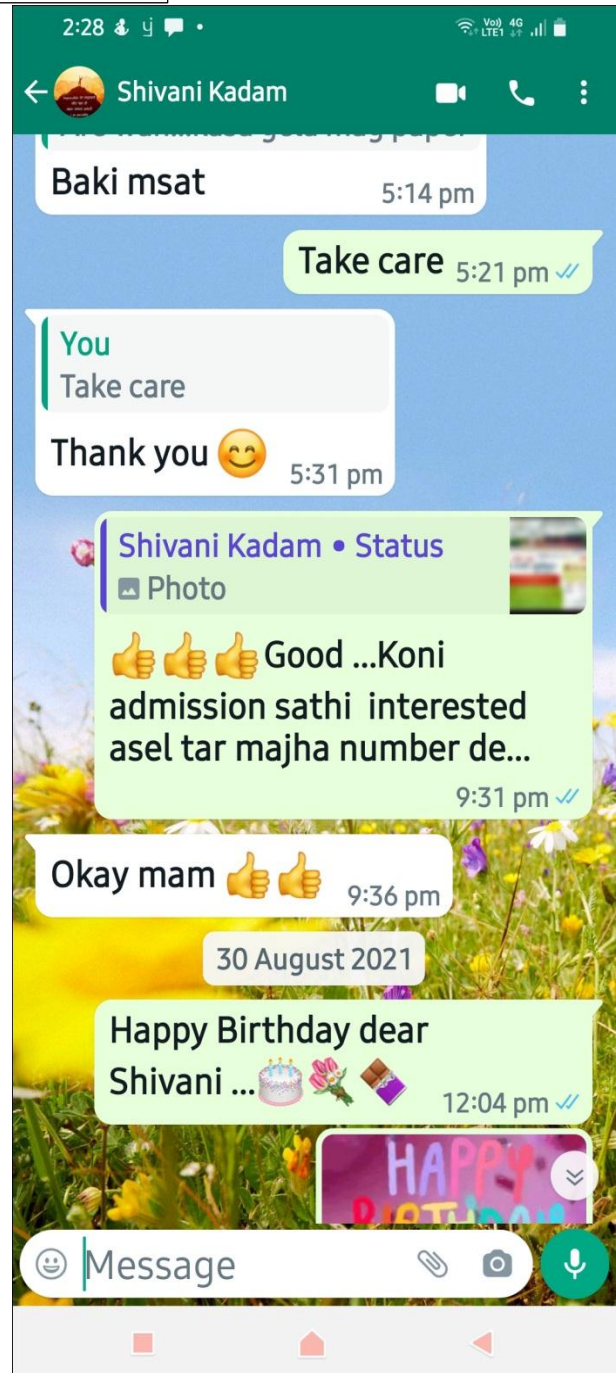 2:28
Vo)) 4G
LTE1
Shivani Kadam
Baki msat
5:14 pm
Take care 5:21 pm
You
Take care
Thank you 😊 5:31 pm
Shivani Kadam • Status
Photo
👍👍👍Good ...Koni
admission sathi interested
asel tar majha number de...
9:31 pm
Okay mam 👍👍 9:36 pm
30 August 2021
Happy Birthday dear
Shivani ...🎂💐🍫 12:04 pm
HAPPY
BIRTHDAY
Message